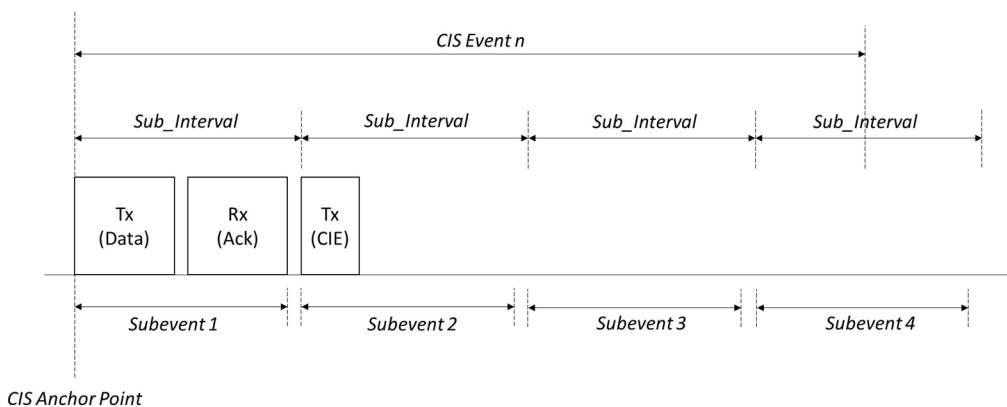 CIS Event n
Sub_Interval Sub_Interval Sub_Interval Sub_Interval
Tx
(Data)
Rx
(Ack)
Tx
(CIE)
Subevent 1 Subevent 2 Subevent 3 Subevent 4
CIS Anchor Point